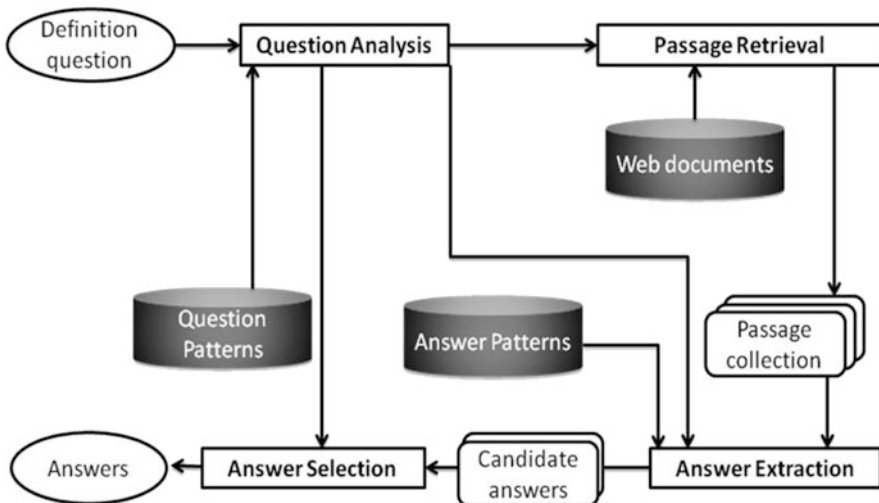 Definition
question
Question Analysis
Passage Retrieval
Web documents
Question
Patterns
Answer Patterns
Passage
collection
Answers
Answer Selection
Candidate
answers
Answer Extraction